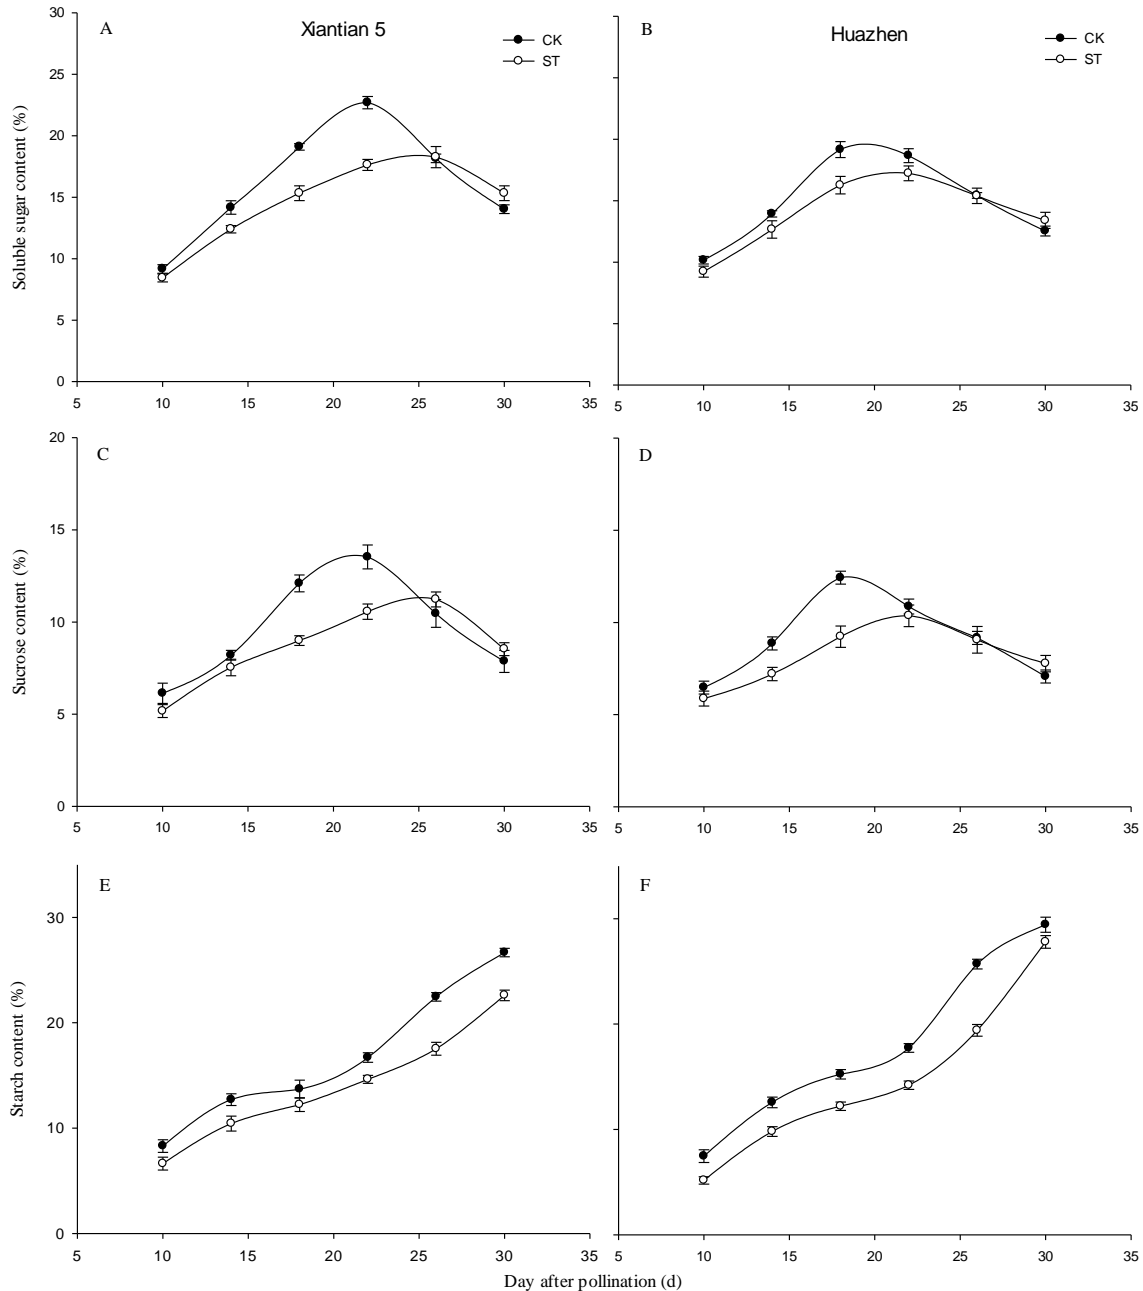 A
Xiantian 5
CK
ST
B
Huazhen
CK
ST
30
25
20
15
10
5
0
Soluble sugar content (%)
5 10 15 20 25 30 35
5 10 15 20 25 30 35
C
D
20
15
10
5
0
Sucrose content (%)
5 10 15 20 25 30 35
5 10 15 20 25 30 35
E
F
30
20
10
0
Starch content (%)
5 10 15 20 25 30 35
5 10 15 20 25 30 35
Day after pollination (d)